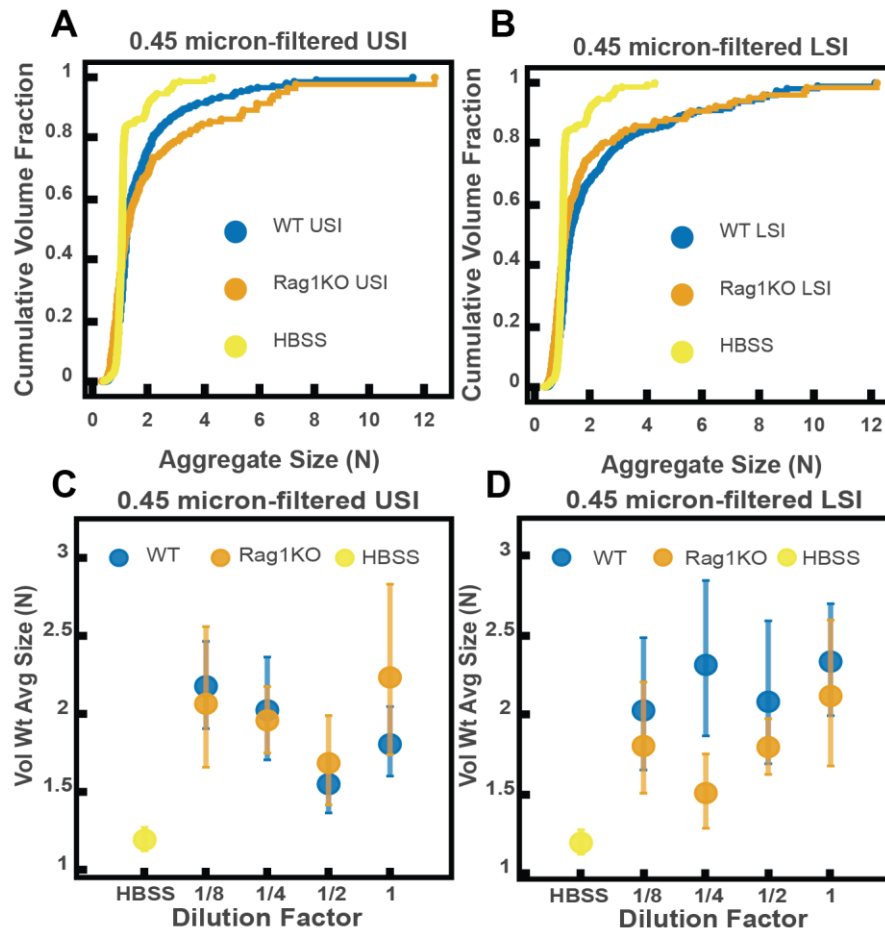 A
0.45 micron-filtered USI
Cumulative Volume Fraction
1
0.8
0.6
0.4
0.2
0
WT USI
Rag1KO USI
HBSS
0 2 4 6 8 10 12
Aggregate Size (N)
B
0.45 micron-filtered LSI
Cumulative Volume Fraction
1
0.8
0.6
0.4
0.2
0
WT LSI
Rag1KO LSI
HBSS
0 2 4 6 8 10 12
Aggregate Size (N)
C
0.45 micron-filtered USI
Vol Wt Avg Size (N)
3
2.5
2
1.5
1
WT Rag1KO HBSS
HBSS 1/8 1/4 1/2 1
Dilution Factor
D
0.45 micron-filtered LSI
Vol Wt Avg Size (N)
3
2.5
2
1.5
1
WT Rag1KO HBSS
HBSS 1/8 1/4 1/2 1
Dilution Factor